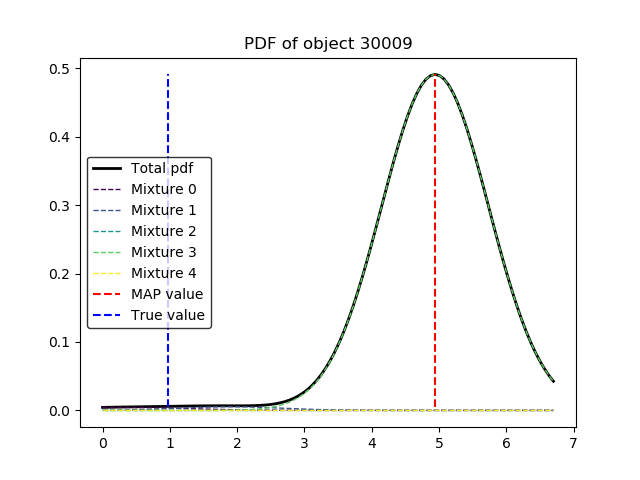 PDF of object 30009
0.5
0.4
0.3
0.2
0.1
0.0
Total pdf
Mixture 0
Mixture 1
Mixture 2
Mixture 3
Mixture 4
MAP value
True value
0 1 2 3 4 5 6 7